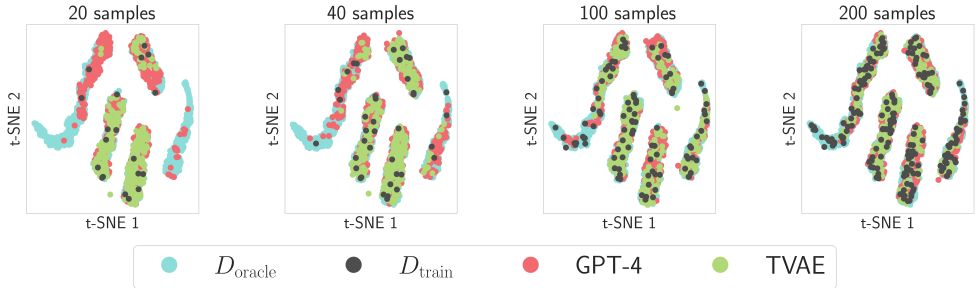 20 samples
40 samples
100 samples
200 samples
t-SNE 2
t-SNE 2
t-SNE 2
t-SNE 2
t-SNE 1
t-SNE 1
t-SNE 1
t-SNE 1
D_oracle
D_train
GPT-4
TVAE